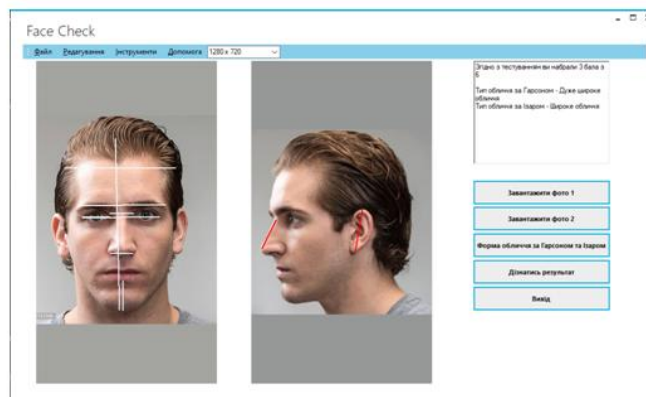 Face Check
Файл Редагування Інструменти Допомога 1280 x 720
Згідно з тестуванням ви набрали 3 бала з
6
Тип обличчя за Гарсоном - Дуже широке
обличчя
Тип обличчя за Ізаром - Широке обличчя
Завантажити фото 1
Завантажити фото 2
Форма обличчя за Гарсоном та Ізаром
Дізнатись результат
Вихід